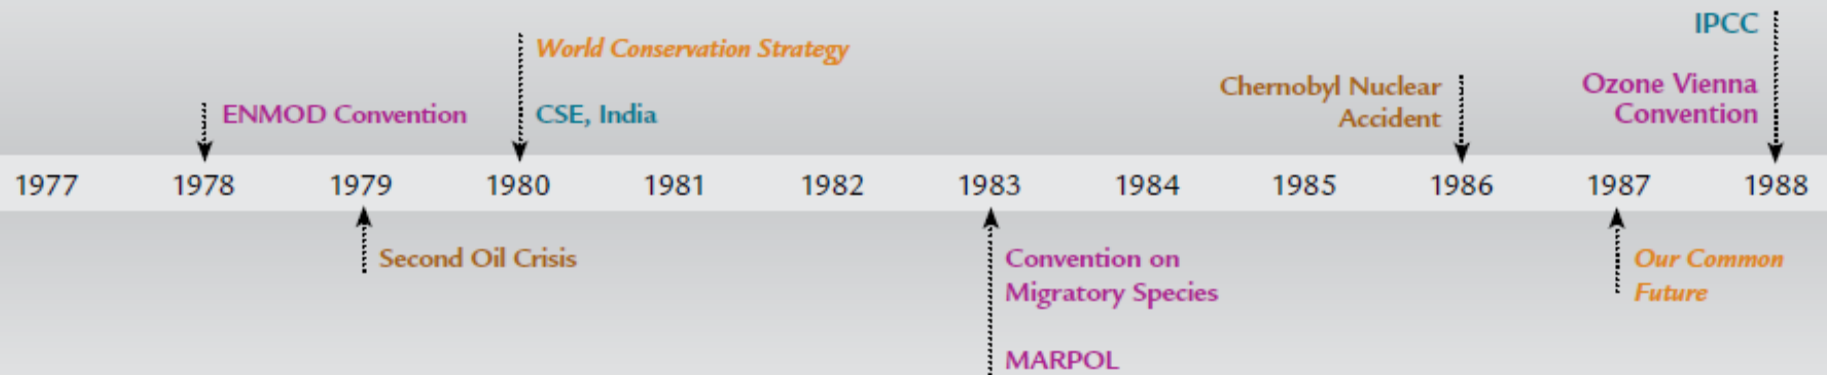 IPCC
World Conservation Strategy
Chernobyl Nuclear
Accident
Ozone Vienna
Convention
ENMOD Convention
CSE, India
1977 1978 1979 1980 1981 1982 1983 1984 1985 1986 1987 1988
Second Oil Crisis
Convention on
Migratory Species
Our Common
Future
MARPOL